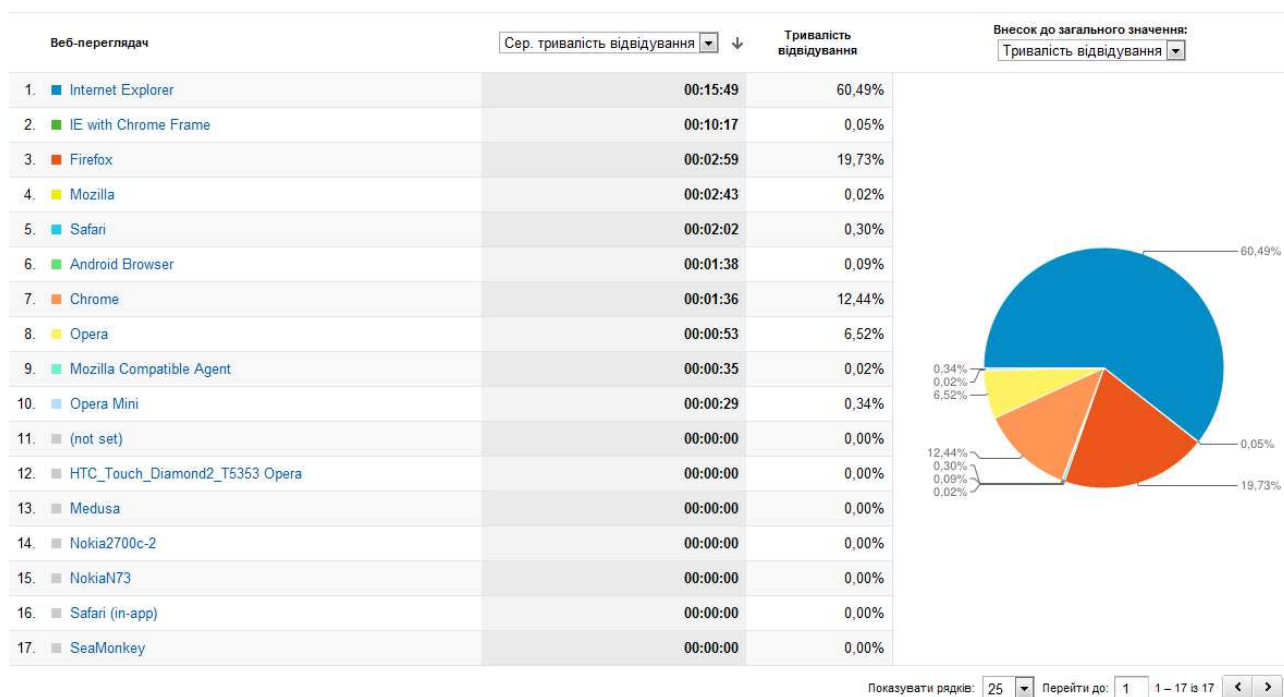 Веб-переглядач Сер. тривалість відвідування Тривалість відвідування Внесок до загального значення: Тривалість відвідування
1. Internet Explorer 00:15:49 60,49%
2. IE with Chrome Frame 00:10:17 0,05%
3. Firefox 00:02:59 19,73%
4. Mozilla 00:02:43 0,02%
5. Safari 00:02:02 0,30%
6. Android Browser 00:01:38 0,09%
7. Chrome 00:01:36 12,44%
8. Opera 00:00:53 6,52%
9. Mozilla Compatible Agent 00:00:35 0,02%
10. Opera Mini 00:00:29 0,34%
11. (not set) 00:00:00 0,00%
12. HTC_Touch_Diamond2_T5353 Opera 00:00:00 0,00%
13. Medusa 00:00:00 0,00%
14. Nokia2700c-2 00:00:00 0,00%
15. NokiaN73 00:00:00 0,00%
16. Safari (in-app) 00:00:00 0,00%
17. SeaMonkey 00:00:00 0,00%
60,49%
0,34%
0,02%
6,52%
0,05%
12,44%
0,30%
0,09%
0,02%
19,73%
Показувати рядків: 25 Перейти до: 1 1 – 17 із 17